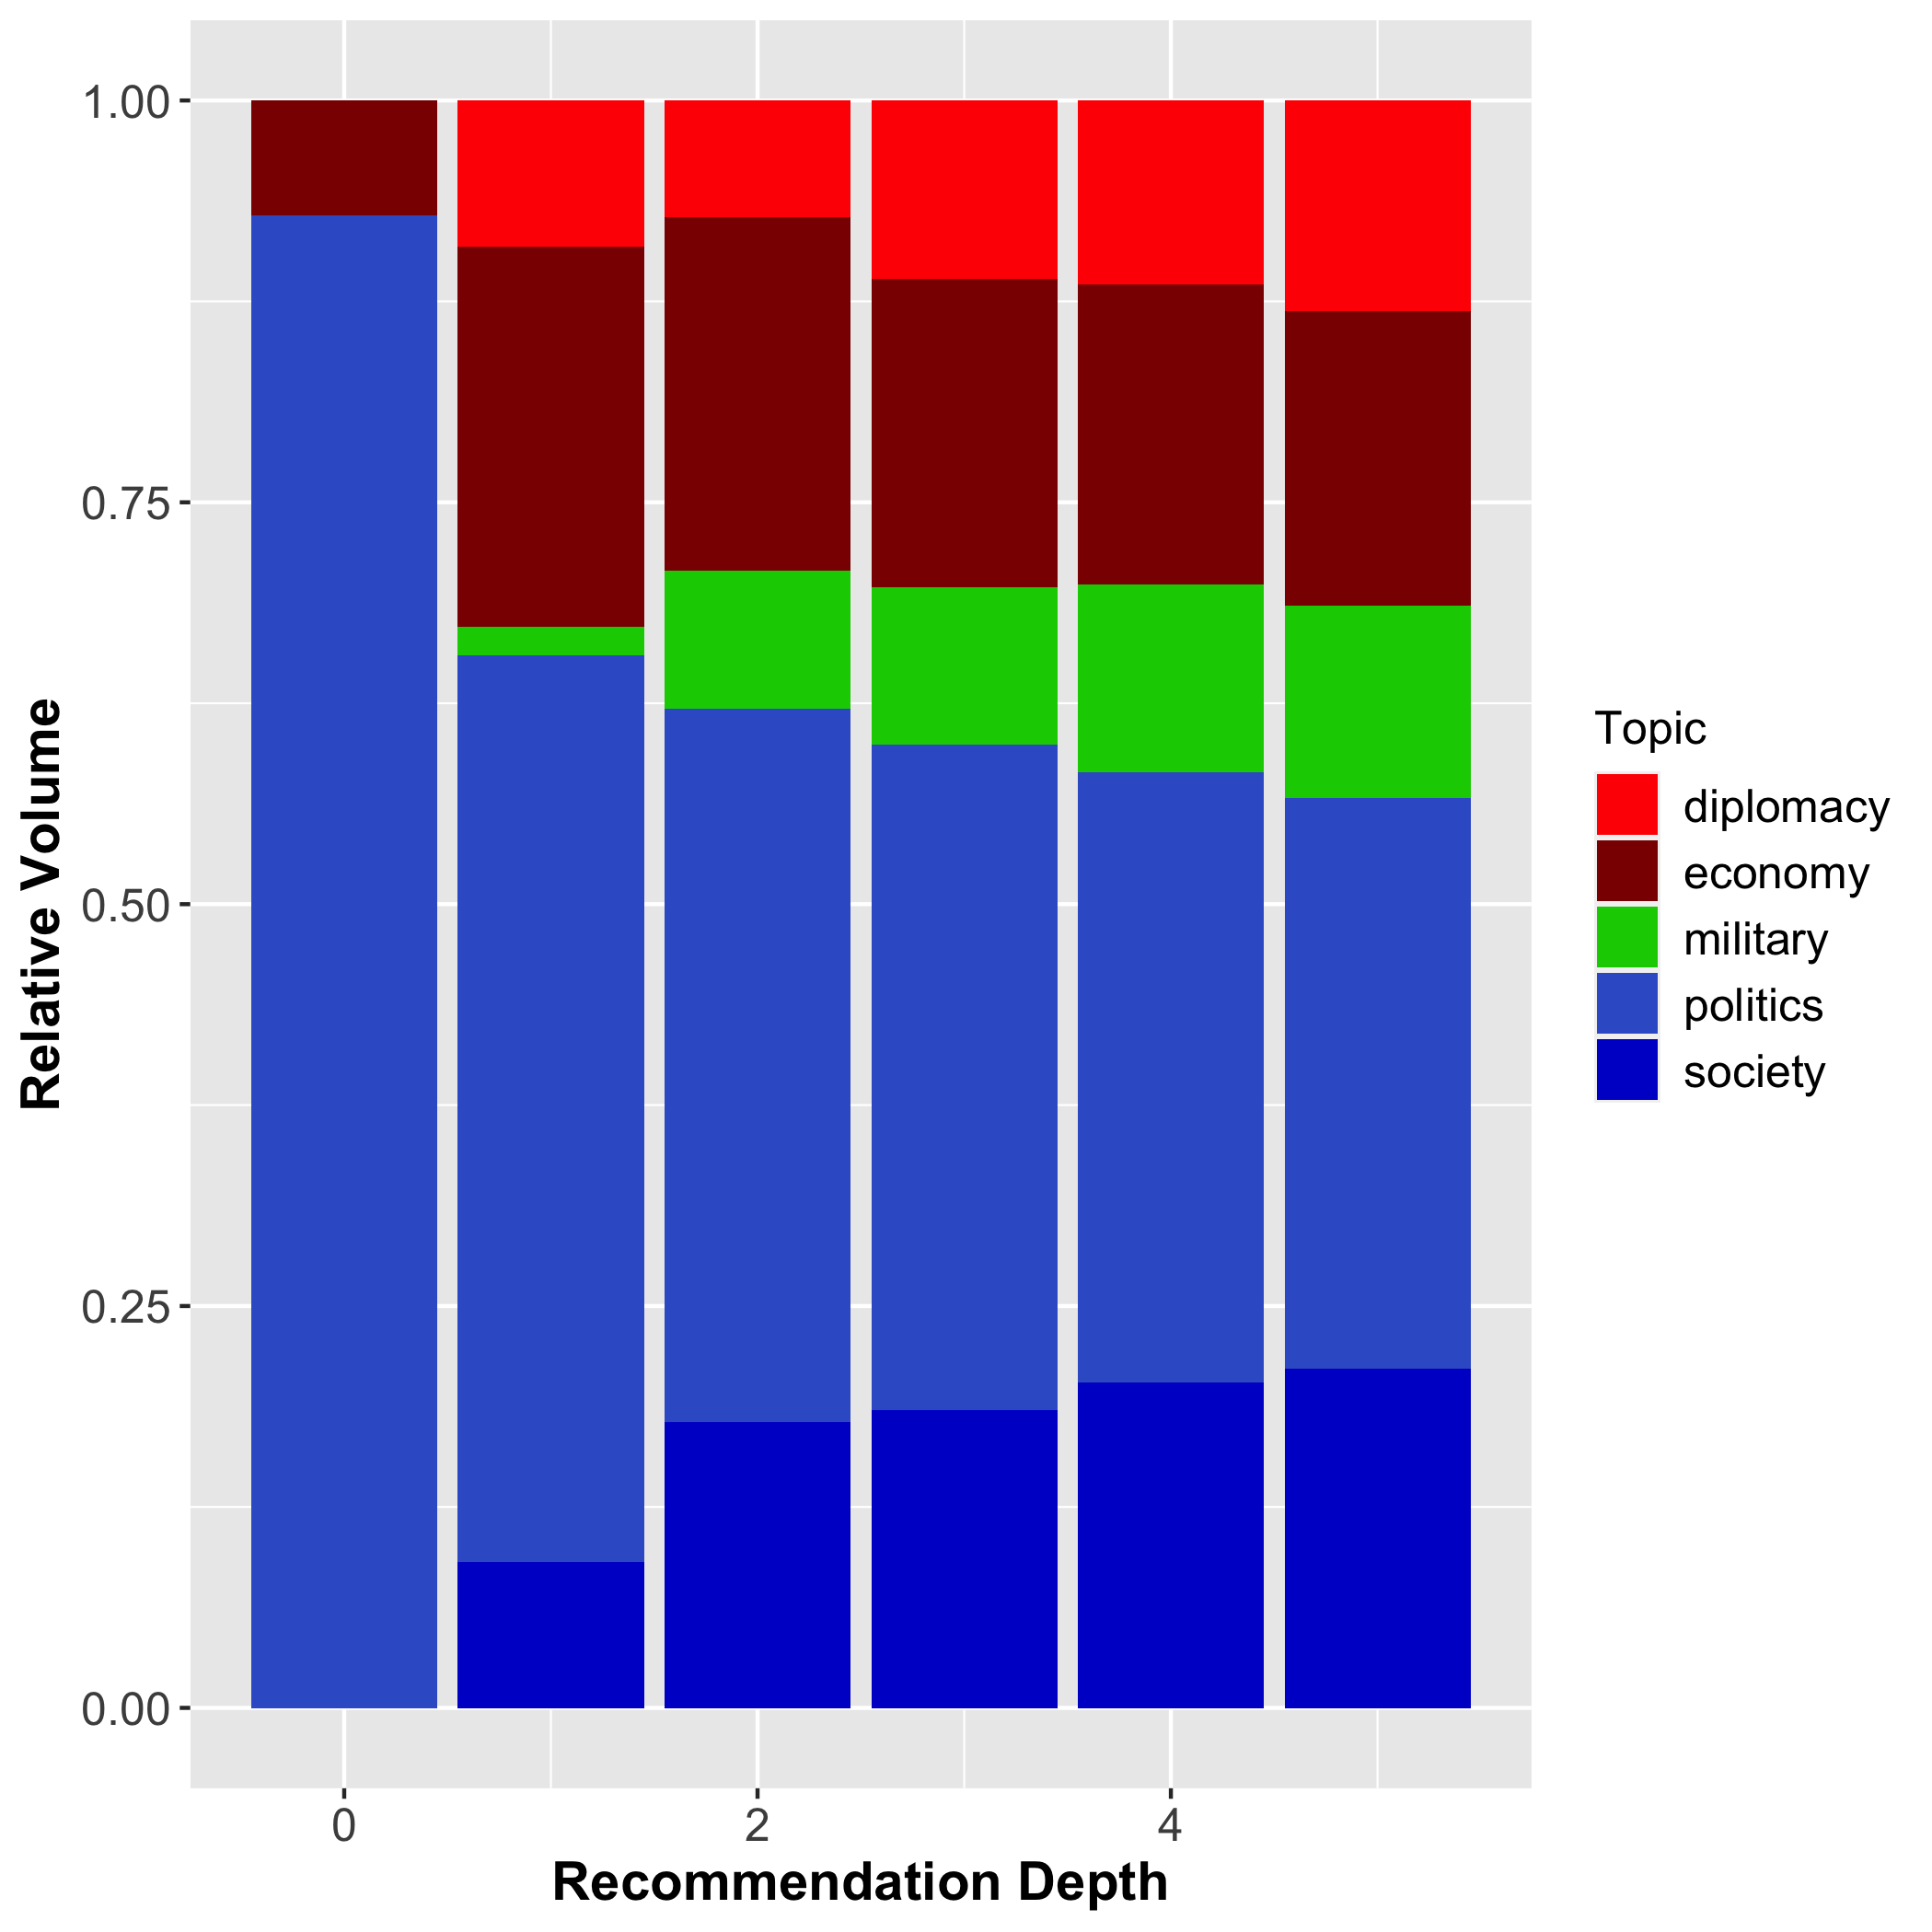 Relative Volume
1.00
0.75
0.50
0.25
0.00
0
2
4
Recommendation Depth
Topic
diplomacy
economy
military
politics
society